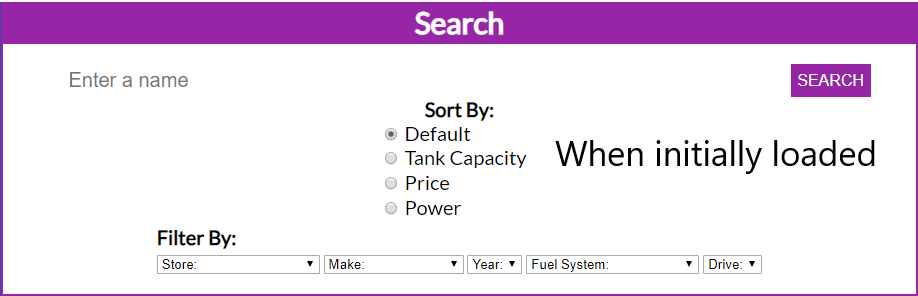 Search
Enter a name
SEARCH
Sort By:
Default
Tank Capacity
Price
Power
When initially loaded
Filter By:
Store: Make: Year: Fuel System: Drive: